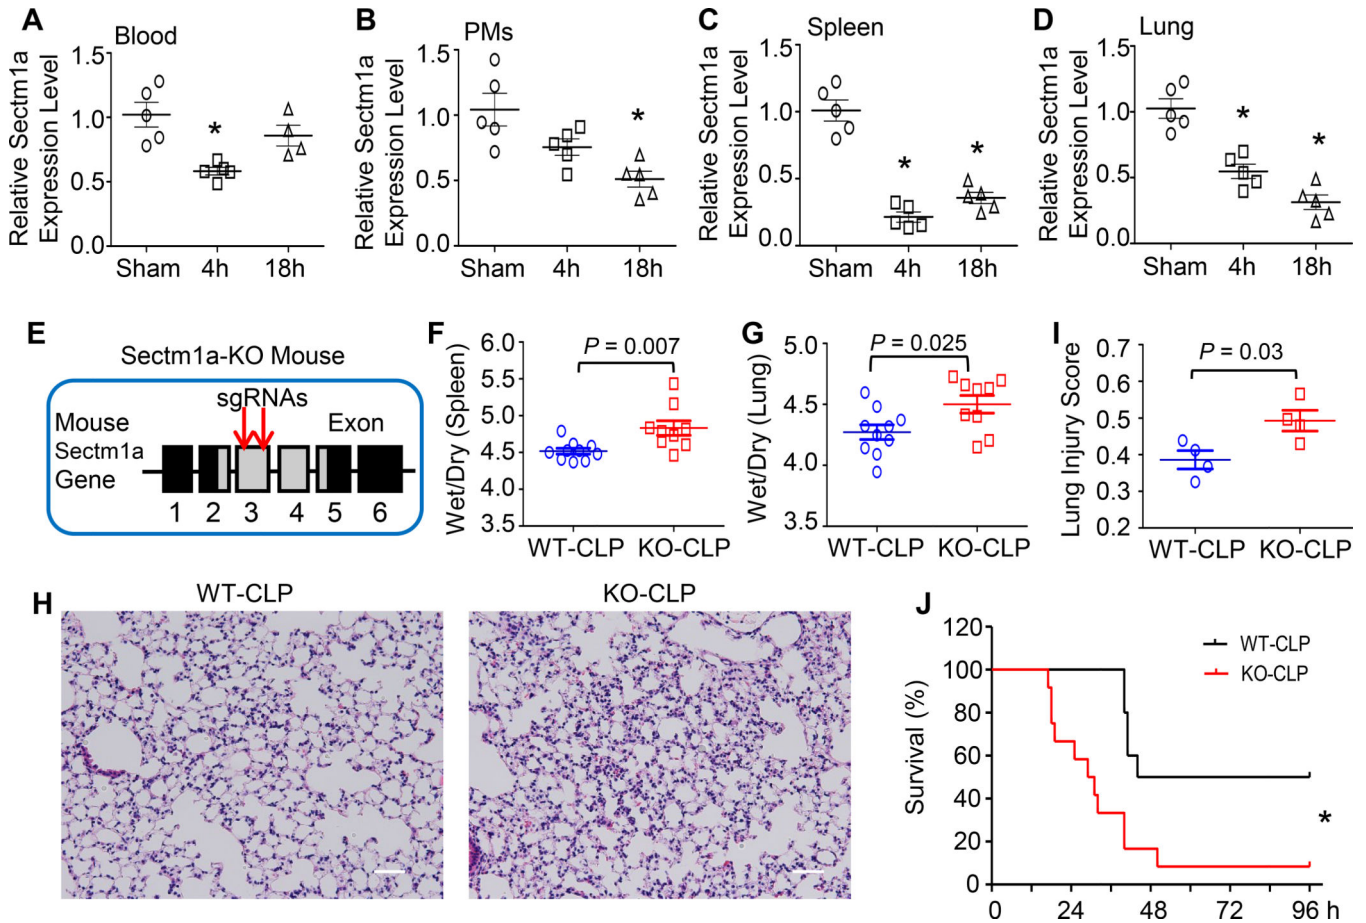 A
Blood
Relative Sectm1a
Expression Level
1.5
1.0
0.5
0.0
*
Sham
4h
18h
B
PMs
Relative Sectm1a
Expression Level
1.5
1.0
0.5
0.0
*
Sham
4h
18h
C
Spleen
Relative Sectm1a
Expression Level
1.5
1.0
0.5
0.0
*
*
Sham
4h
18h
D
Lung
Relative Sectm1a
Expression Level
1.5
1.0
0.5
0.0
*
*
Sham
4h
18h
E
Sectm1a-KO Mouse
sgRNAs
Mouse
Exon
Sectm1a
Gene
1 2 3 4 5 6
F
Wet/Dry (Spleen)
6.0
5.5
5.0
4.5
4.0
3.5
P = 0.007
WT-CLP
KO-CLP
G
Wet/Dry (Lung)
5.0
4.5
4.0
3.5
P = 0.025
WT-CLP
KO-CLP
I
Lung Injury Score
0.7
0.6
0.5
0.4
0.3
0.2
P = 0.03
WT-CLP
KO-CLP
H
WT-CLP
KO-CLP
J
Survival (%)
120
100
80
60
40
20
0
WT-CLP
KO-CLP
*
0 24 48 72 96 h